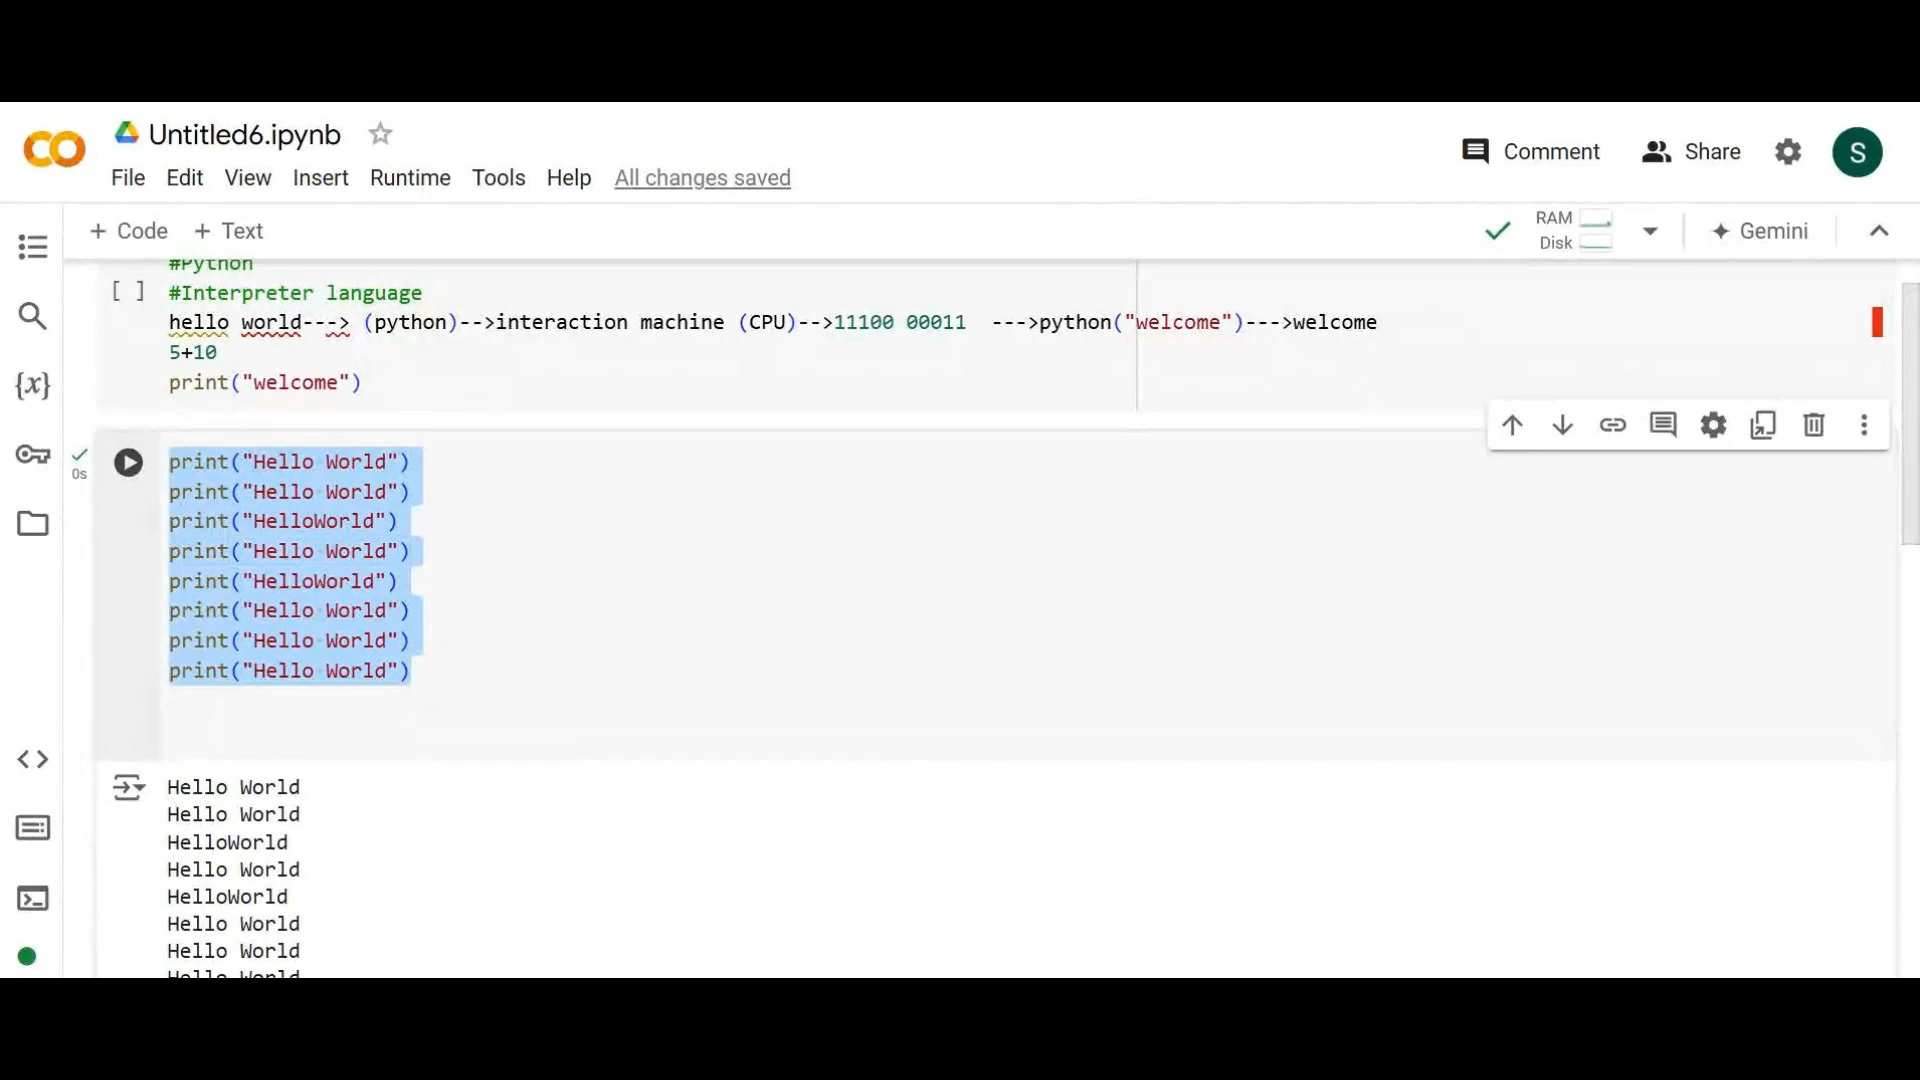 Untitled6.ipynb
File Edit View Insert Runtime Tools Help All changes saved
Comment Share S
+ Code + Text
RAM
Disk
Gemini
#Python
[ ] #Interpreter language
hello world---> (python)-->interaction machine (CPU)-->11100 00011 --->python("welcome")--->welcome
5+10
print("welcome")
0s
print("Hello World")
print("Hello World")
print("HelloWorld")
print("Hello World")
print("HelloWorld")
print("Hello World")
print("Hello World")
print("Hello World")
Hello World
Hello World
HelloWorld
Hello World
HelloWorld
Hello World
Hello World
Hello World